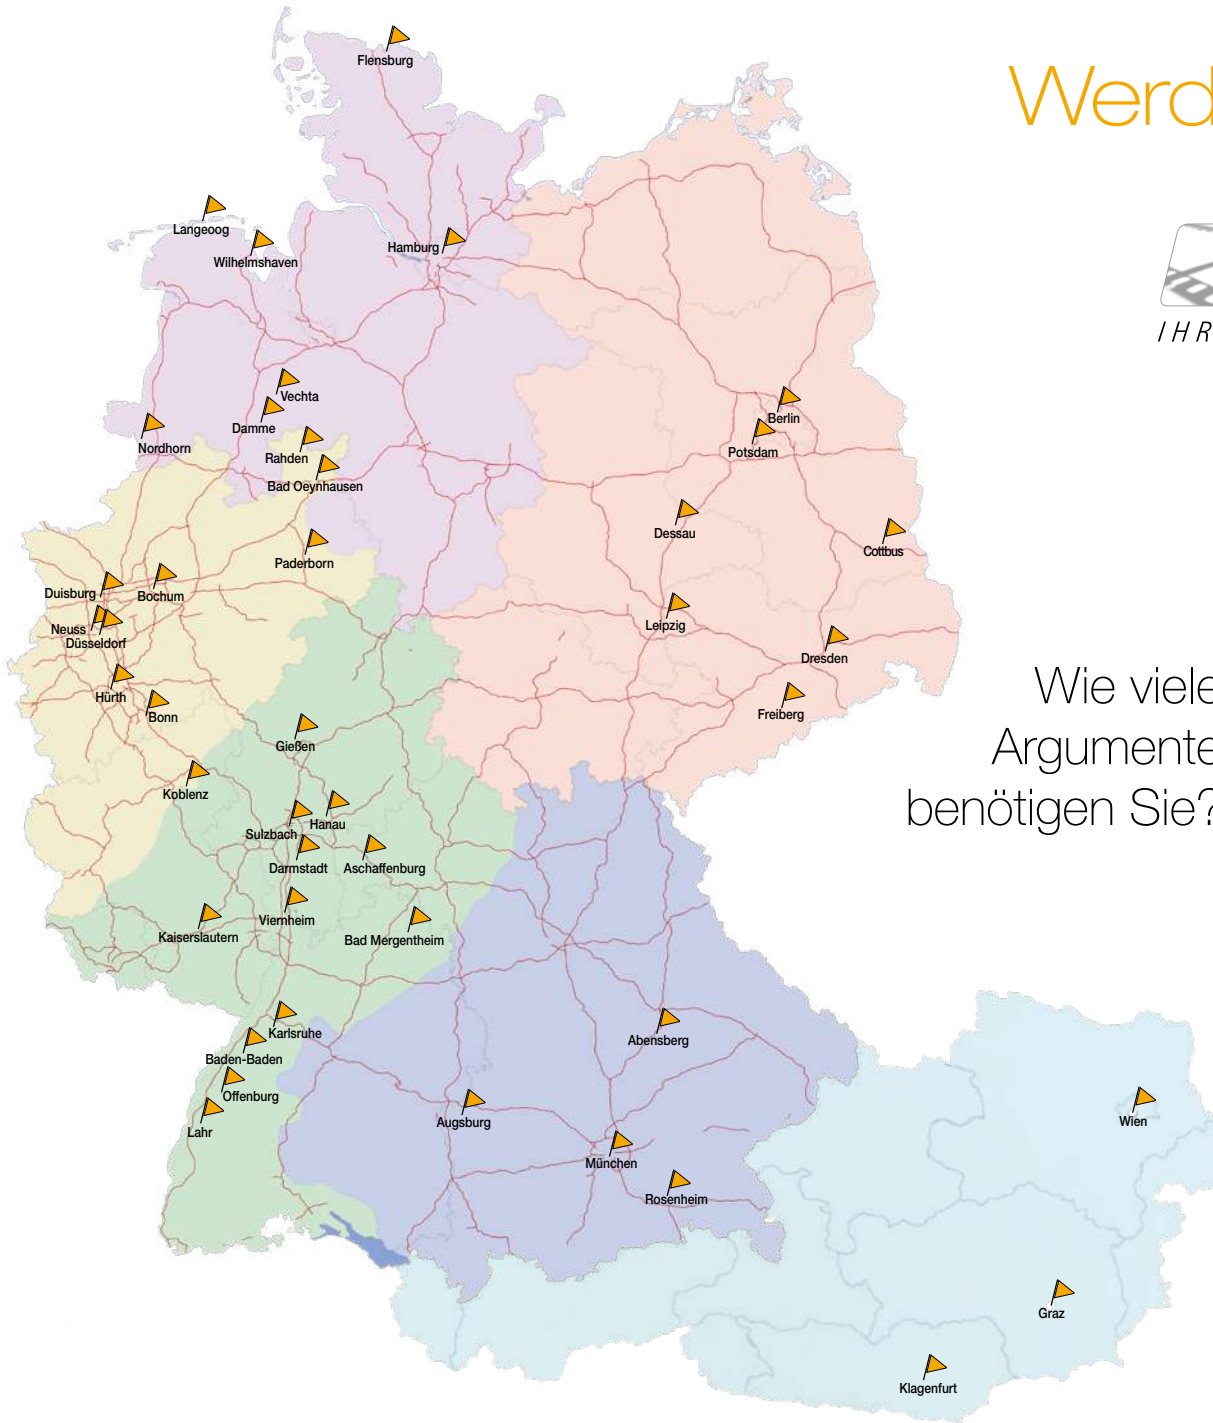 Flensburg
Werd
Langeoog
Wilhelmshaven
Hamburg
IHR
Vechta
Damme
Nordhorn
Rahden
Bad Oeynhausen
Berlin
Potsdam
Dessau
Cottbus
Paderborn
Duisburg
Bochum
Neuss
Düsseldorf
Leipzig
Dresden
Hürth
Bonn
Freiberg
Gießen
Wie viele
Argumente
benötigen Sie?
Koblenz
Sulzbach
Hanau
Darmstadt
Aschaffenburg
Viernheim
Kaiserslautern
Bad Mergentheim
Karlsruhe
Baden-Baden
Abensberg
Offenburg
Lahr
Augsburg
Wien
München
Rosenheim
Graz
Klagenfurt